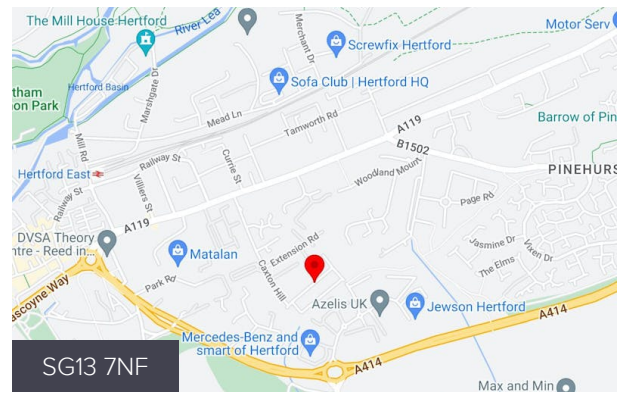 The Mill House Hertford
River Lea
Motor Serv
Screwfix Hertford
Merchant Dr
Sofa Club | Hertford HQ
Hertford Basin
Marshgate Dr
tham
on Park
Mead Ln
Tamworth Rd
A119
Barrow of Pin
B1502
Mill Rd
Railway St
Currie St
Woodland Mount
PINEHURS
Hertford East
Villiers St
Railway St
Page Rd
A119
DVSA Theory
ntre - Reed in...
Matalan
Extension Rd
Jasmine Dr
Vixen Dr
The Elms
Caxton Hill
Park Rd
ascoyne Way
Azelis UK
Jewson Hertford
A414
Mercedes-Benz and
smart of Hertford
A414
SG13 7NF
Max and Min